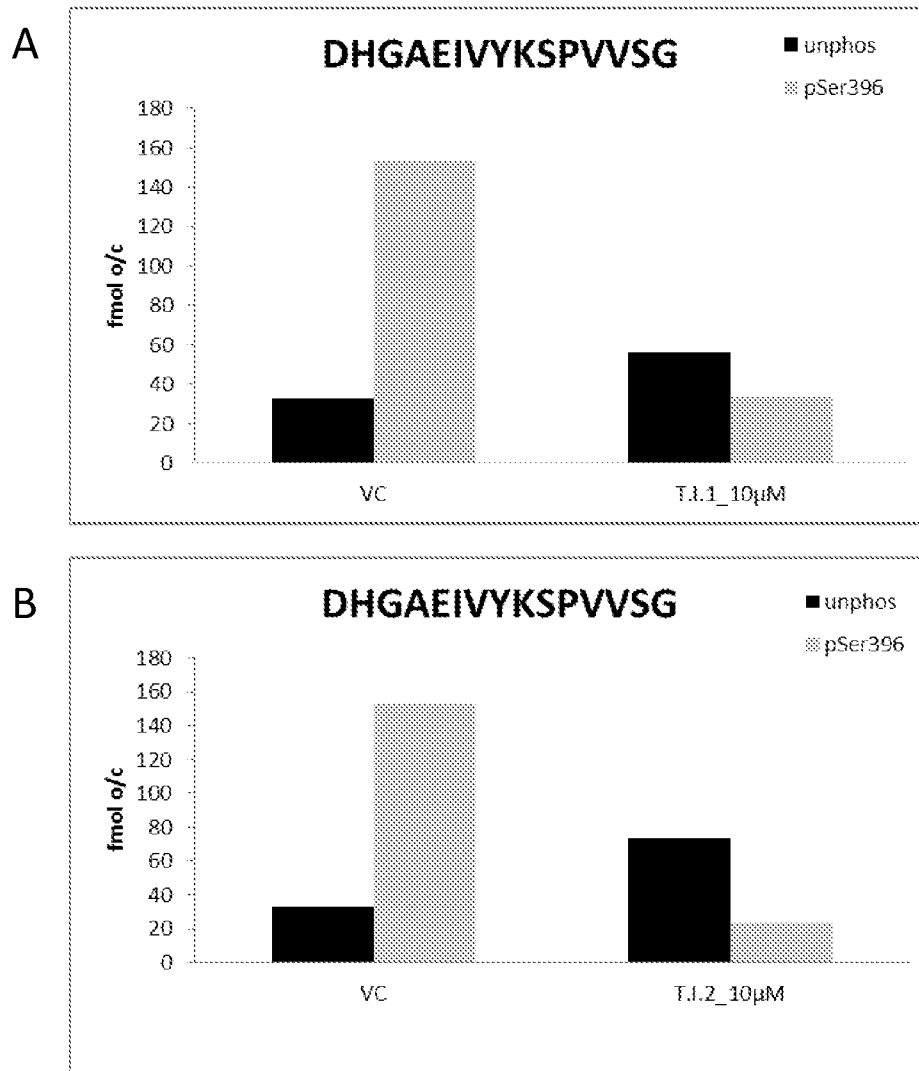 A
DHGAEIVYKSPVVSG
unphos
pSer396
180
160
140
120
100
80
60
40
20
0
fmol o/c
VC
T.I.1_10µM
B
DHGAEIVYKSPVVSG
unphos
pSer396
180
160
140
120
100
80
60
40
20
0
fmol o/c
VC
T.I.2_10µM